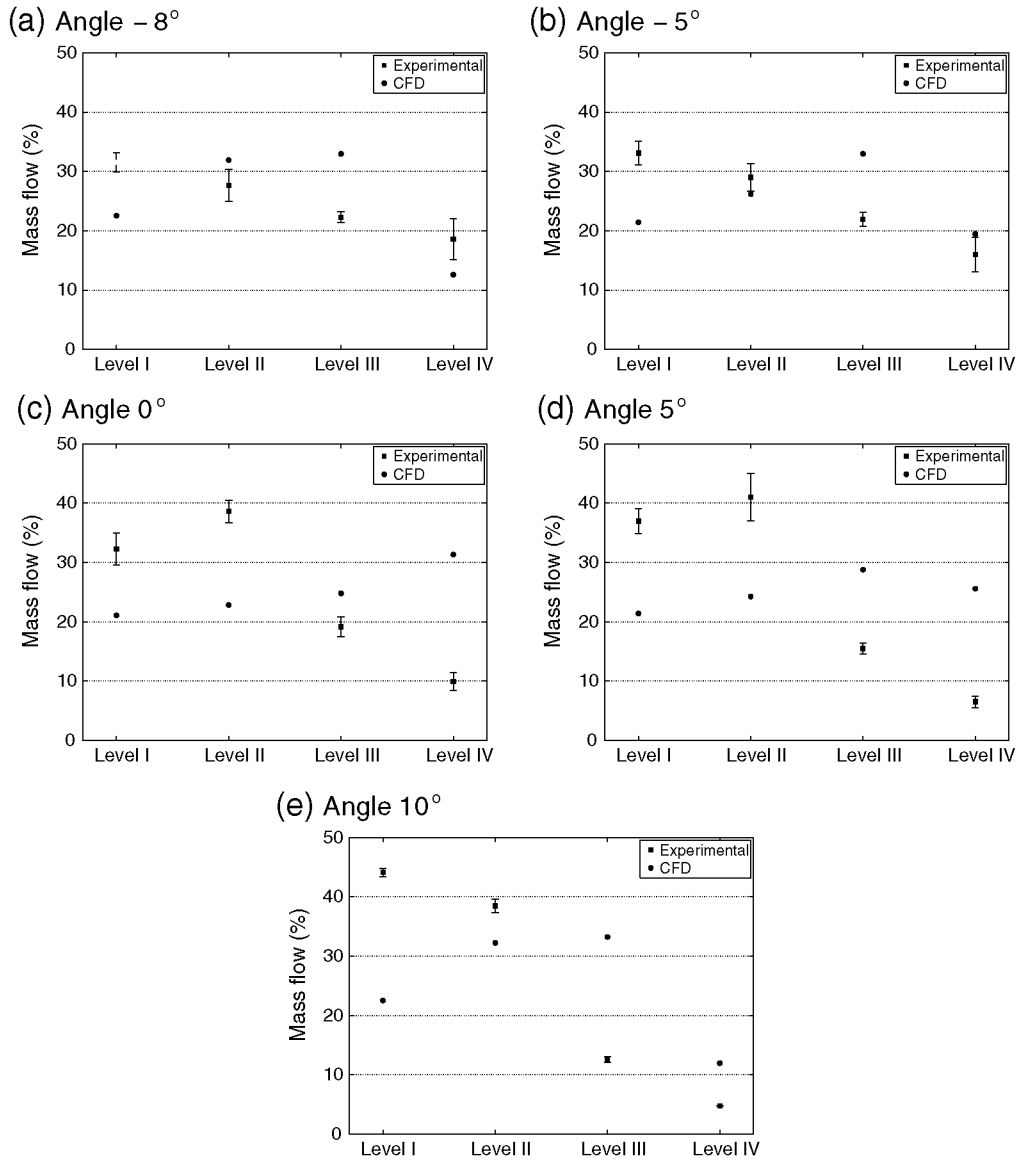 (a) Angle – 8°
Mass flow (%)
50
40
30
20
10
0
Experimental
CFD
Level I Level II Level III Level IV
(b) Angle – 5°
Mass flow (%)
50
40
30
20
10
0
Experimental
CFD
Level I Level II Level III Level IV
(c) Angle 0°
Mass flow (%)
50
40
30
20
10
0
Experimental
CFD
Level I Level II Level III Level IV
(d) Angle 5°
Mass flow (%)
50
40
30
20
10
0
Experimental
CFD
Level I Level II Level III Level IV
(e) Angle 10°
Mass flow (%)
50
40
30
20
10
0
Experimental
CFD
Level I Level II Level III Level IV